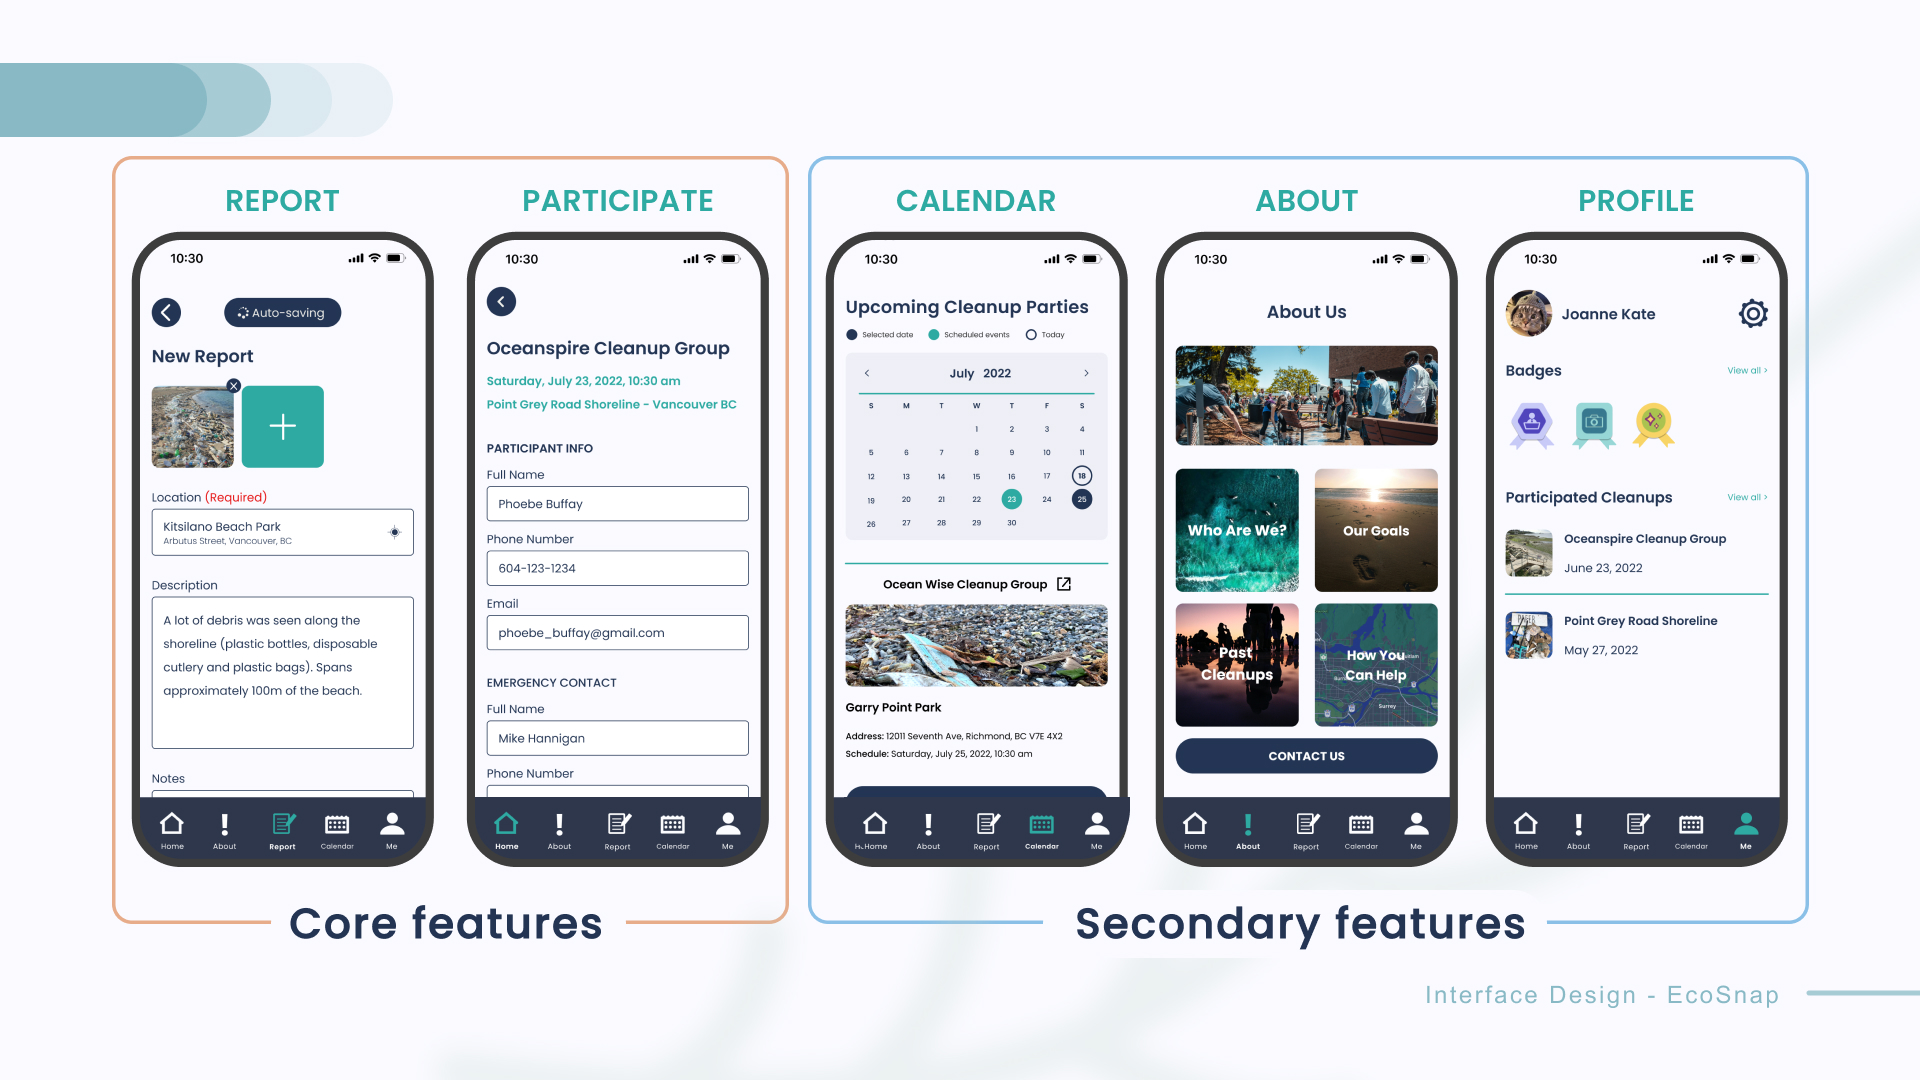 REPORT
10:30
Auto-saving
New Report
Location (Required)
Kitsilano Beach Park
Arbutus Street, Vancouver, BC
Description
A lot of debris was seen along the
shoreline (plastic bottles, disposable
cutlery and plastic bags). Spans
approximately 100m of the beach.
Notes
Home About Report Calendar Me
PARTICIPATE
10:30
Oceanspire Cleanup Group
Saturday, July 23, 2022, 10:30 am
Point Grey Road Shoreline - Vancouver BC
PARTICIPANT INFO
Full Name
Phoebe Buffay
Phone Number
604-123-1234
Email
phoebe_buffay@gmail.com
EMERGENCY CONTACT
Full Name
Mike Hannigan
Phone Number
Home About Report Calendar Me
Core features
CALENDAR
10:30
Upcoming Cleanup Parties
Selected date Scheduled events Today
July 2022
S M T W T F S
1 2 3 4
5 6 7 8 9 10 11
12 13 14 15 16 17 18
19 20 21 22 23 24 25
26 27 28 29 30
Ocean Wise Cleanup Group
Garry Point Park
Address: 12011 Seventh Ave, Richmond, BC V7E 4X2
Schedule: Saturday, July 25, 2022, 10:30 am
Home About Report Calendar Me
ABOUT
10:30
About Us
Who Are We?
Our Goals
Past
Cleanups
How You
Can Help
Surrey
CONTACT US
Home About Report Calendar Me
PROFILE
10:30
Joanne Kate
Badges
View all >
Participated Cleanups
View all >
Oceanspire Cleanup Group
June 23, 2022
Point Grey Road Shoreline
May 27, 2022
Home About Report Calendar Me
Secondary features
Interface Design - EcoSnap